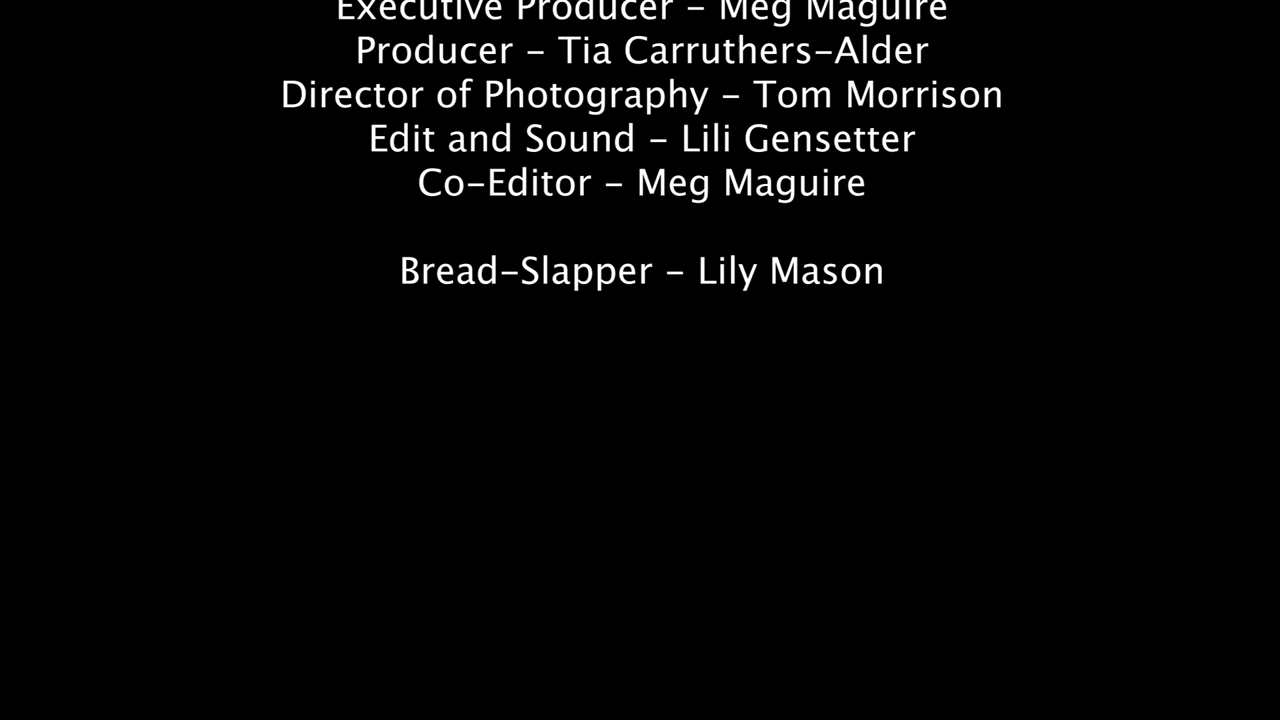 Executive Producer – Meg Maguire
Producer – Tia Carruthers–Alder
Director of Photography – Tom Morrison
Edit and Sound – Lili Gensetter
Co–Editor – Meg Maguire
Bread–Slapper – Lily Mason